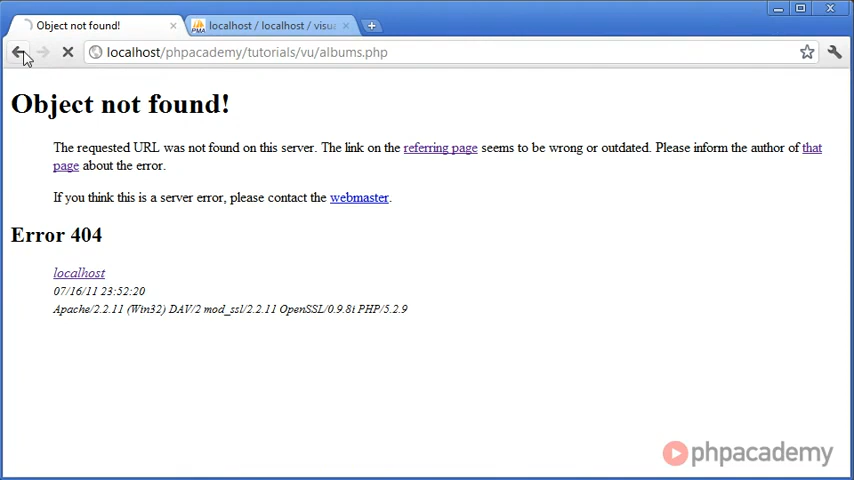 Object not found!
localhost / localhost / visua
localhost/phpacademy/tutorials/vu/albums.php
Object not found!
The requested URL was not found on this server. The link on the referring page seems to be wrong or outdated. Please inform the author of that
page about the error.
If you think this is a server error, please contact the webmaster.
Error 404
localhost
07/16/11 23:52:20
Apache/2.2.11 (Win32) DAV/2 mod_ssl/2.2.11 OpenSSL/0.9.8i PHP/5.2.9
phpacademy